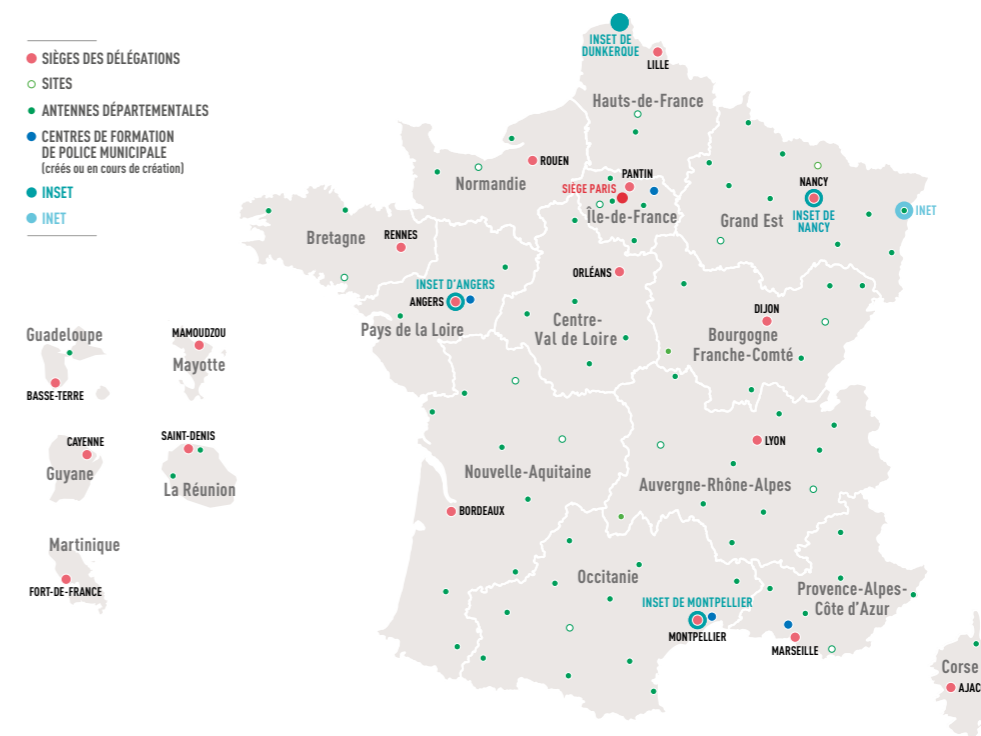 SIÈGES DES DÉLÉGATIONS
SITES
ANTENNES DÉPARTEMENTALES
CENTRES DE FORMATION
DE POLICE MUNICIPALE
(créés ou en cours de création)
INSET
INET
INSET DE
DUNKERQUE
LILLE
Hauts-de-France
ROUEN
Normandie
PANTIN
SIÈGE PARIS
Île-de-France
NANCY
INSET DE
NANCY
Grand Est
INET
Bretagne
RENNES
INSET D'ANGERS
ANGERS
Pays de la Loire
ORLÉANS
Centre-
Val de Loire
DIJON
Bourgogne
Franche-Comté
Guadeloupe
BASSE-TERRE
MAMOUDZOU
Mayotte
CAYENNE
Guyane
SAINT-DENIS
La Réunion
Martinique
FORT-DE-FRANCE
Nouvelle-Aquitaine
BORDEAUX
LYON
Auvergne-Rhône-Alpes
Occitanie
INSET DE MONTPELLIER
MONTPELLIER
Provence-Alpes-
Côte d'Azur
MARSEILLE
Corse
AJAC